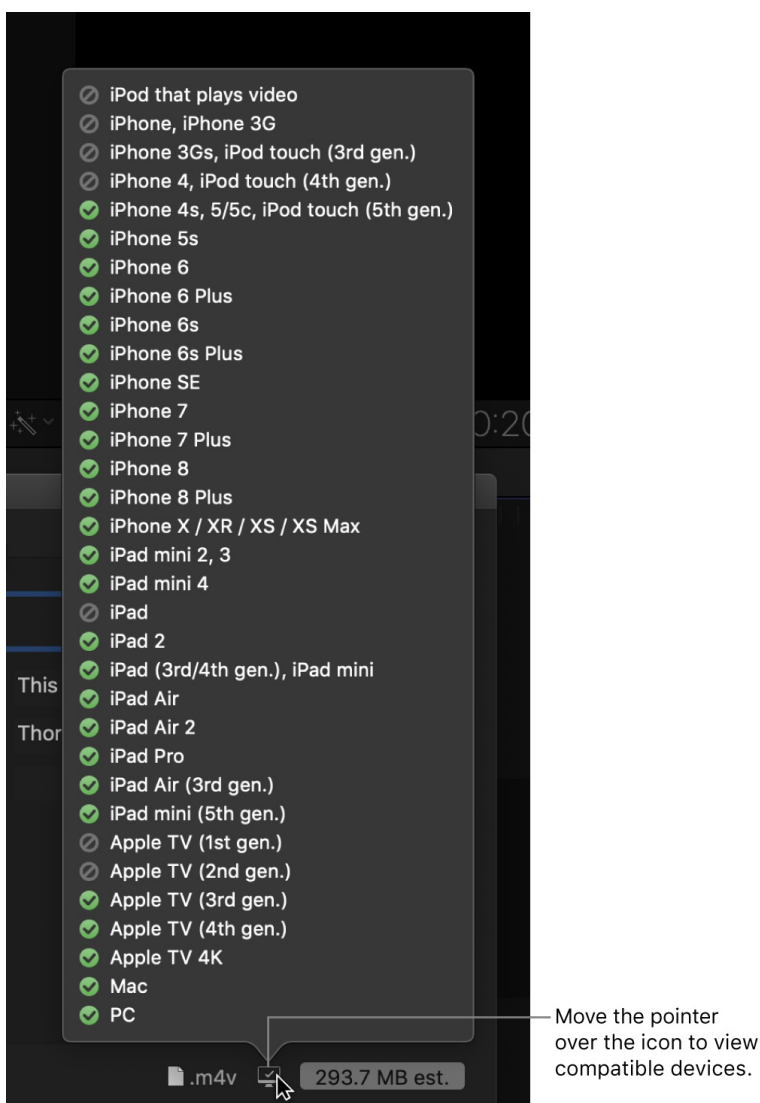 iPod that plays video
iPhone, iPhone 3G
iPhone 3Gs, iPod touch (3rd gen.)
iPhone 4, iPod touch (4th gen.)
iPhone 4s, 5/5c, iPod touch (5th gen.)
iPhone 5s
iPhone 6
iPhone 6 Plus
iPhone 6s
iPhone 6s Plus
iPhone SE
iPhone 7
0:20
iPhone 7 Plus
iPhone 8
iPhone 8 Plus
iPhone X / XR / XS / XS Max
iPad mini 2, 3
iPad mini 4
iPad
iPad 2
iPad (3rd/4th gen.), iPad mini
This
iPad Air
iPad Air 2
Thor
iPad Pro
iPad Air (3rd gen.)
iPad mini (5th gen.)
Apple TV (1st gen.)
Apple TV (2nd gen.)
Apple TV (3rd gen.)
Apple TV (4th gen.)
Apple TV 4K
Mac
PC
Move the pointer
over the icon to view
compatible devices.
.m4v 293.7 MB est.